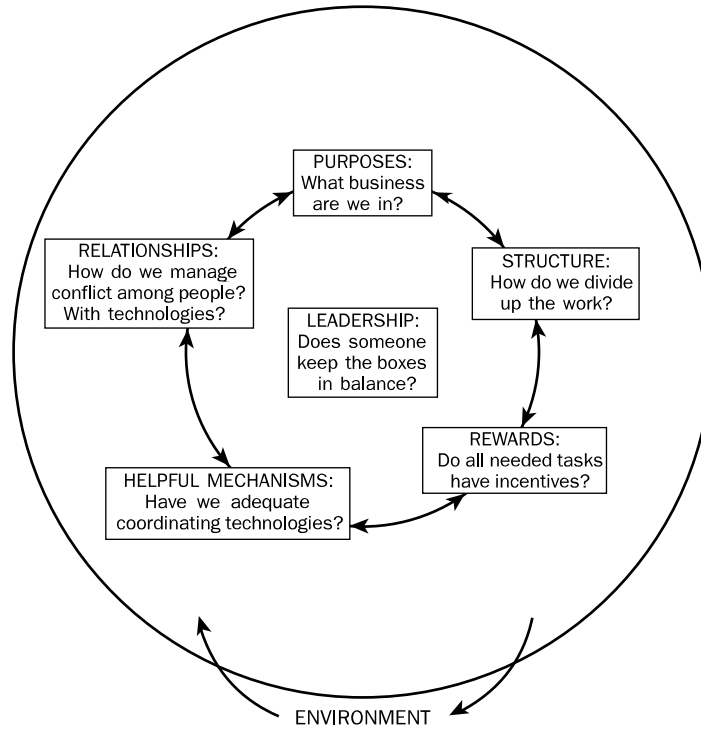 PURPOSES:
What business
are we in?
RELATIONSHIPS:
How do we manage
conflict among people?
With technologies?
STRUCTURE:
How do we divide
up the work?
LEADERSHIP:
Does someone
keep the boxes
in balance?
REWARDS:
Do all needed tasks
have incentives?
HELPFUL MECHANISMS:
Have we adequate
coordinating technologies?
ENVIRONMENT